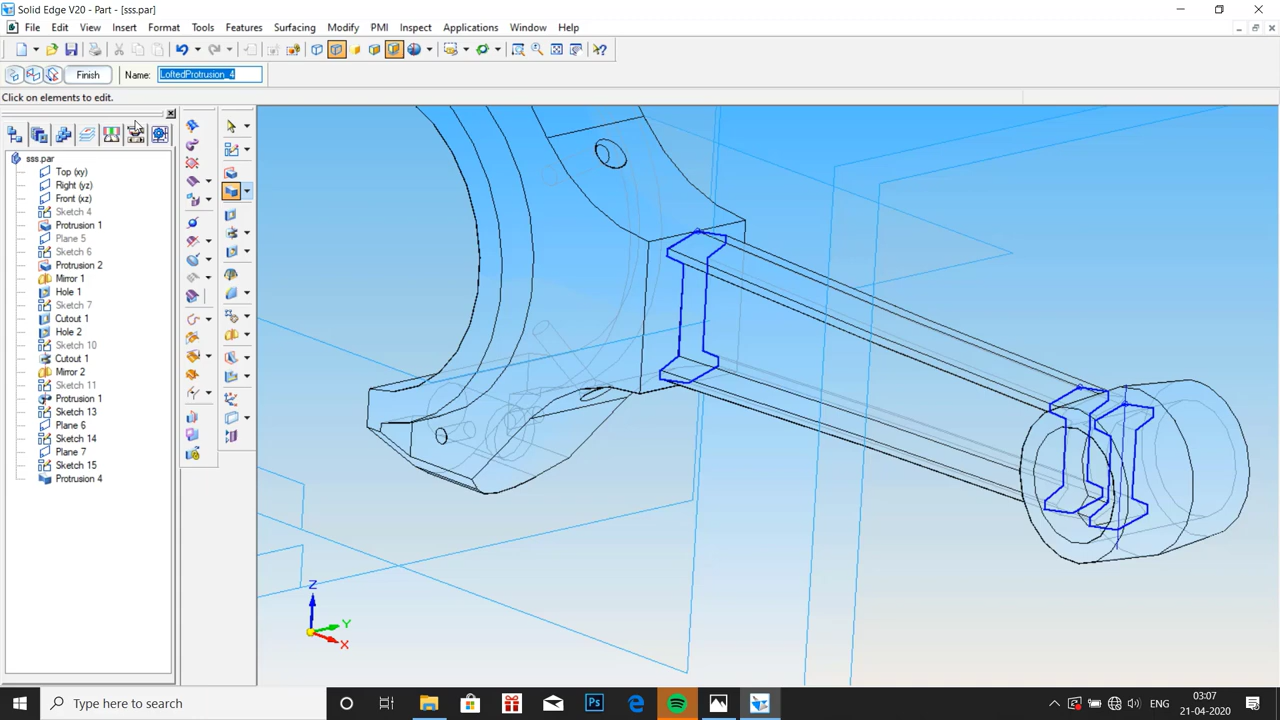 Solid Edge V20 - Part - [sss.par]
File Edit View Insert Format Tools Features Surfacing Modify PMI Inspect Applications Window Help
Finish Name: LoftedProtrusion_4
Click on elements to edit.
sss.par
Top (xy)
Right (yz)
Front (xz)
Sketch 4
Protrusion 1
Plane 5
Sketch 6
Protrusion 2
Mirror 1
Hole 1
Sketch 7
Cutout 1
Hole 2
Sketch 10
Cutout 1
Mirror 2
Sketch 11
Protrusion 1
Sketch 13
Plane 6
Sketch 14
Plane 7
Sketch 15
Protrusion 4
Z
Y
X
Type here to search
Ps
ENG
03:07
21-04-2020